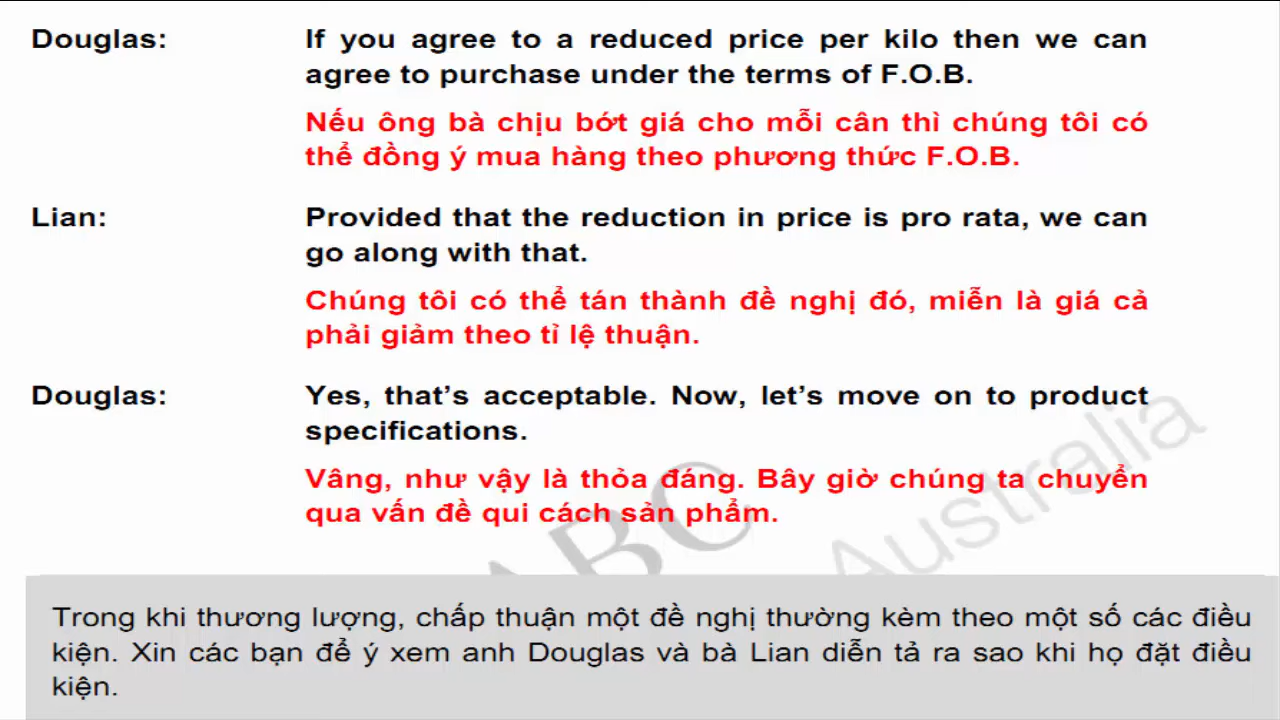 Douglas: If you agree to a reduced price per kilo then we can
agree to purchase under the terms of F.O.B.
Nếu ông bà chịu bớt giá cho mỗi cân thì chúng tôi có
thể đồng ý mua hàng theo phương thức F.O.B.
Lian: Provided that the reduction in price is pro rata, we can
go along with that.
Chúng tôi có thể tán thành đề nghị đó, miễn là giá cả
phải giảm theo tỉ lệ thuận.
Douglas: Yes, that’s acceptable. Now, let’s move on to product
specifications.
Vâng, như vậy là thỏa đáng. Bây giờ chúng ta chuyển
qua vấn đề qui cách sản phẩm.
ABC
Australia
Trong khi thương lượng, chấp thuận một đề nghị thường kèm theo một số các điều
kiện. Xin các bạn để ý xem anh Douglas và bà Lian diễn tả ra sao khi họ đặt điều
kiện.